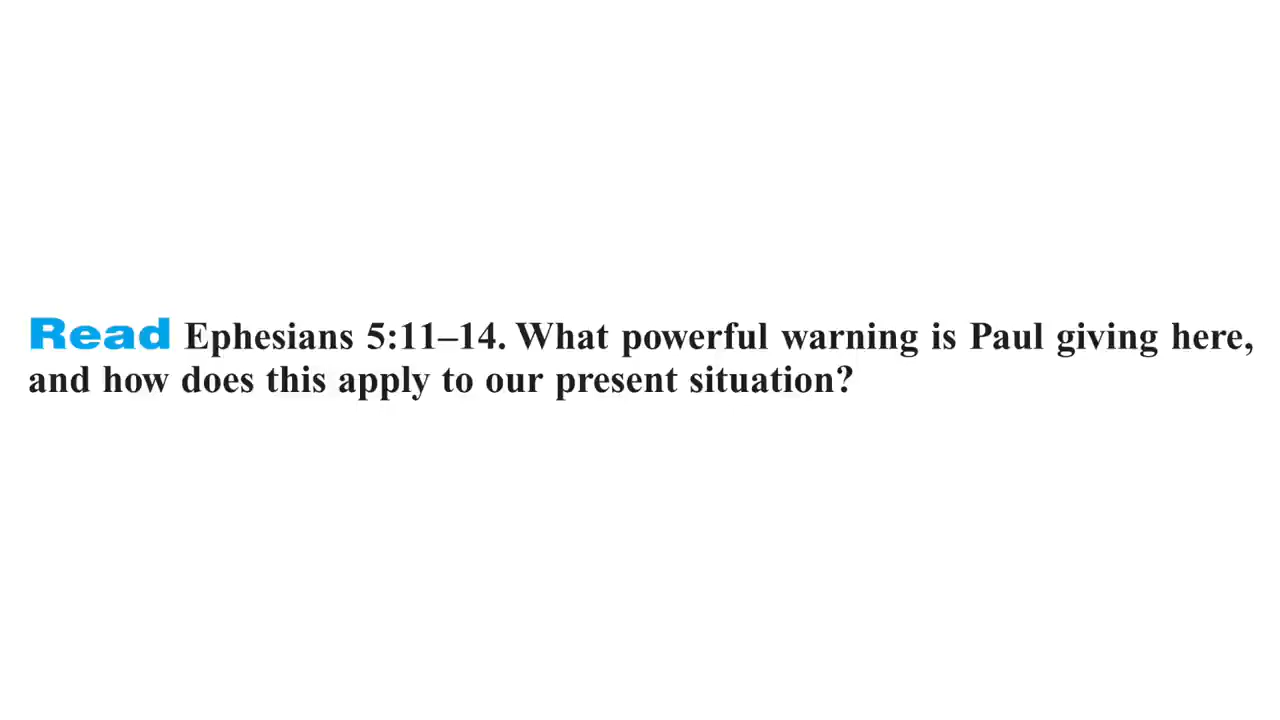 Read Ephesians 5:11–14. What powerful warning is Paul giving here,
and how does this apply to our present situation?